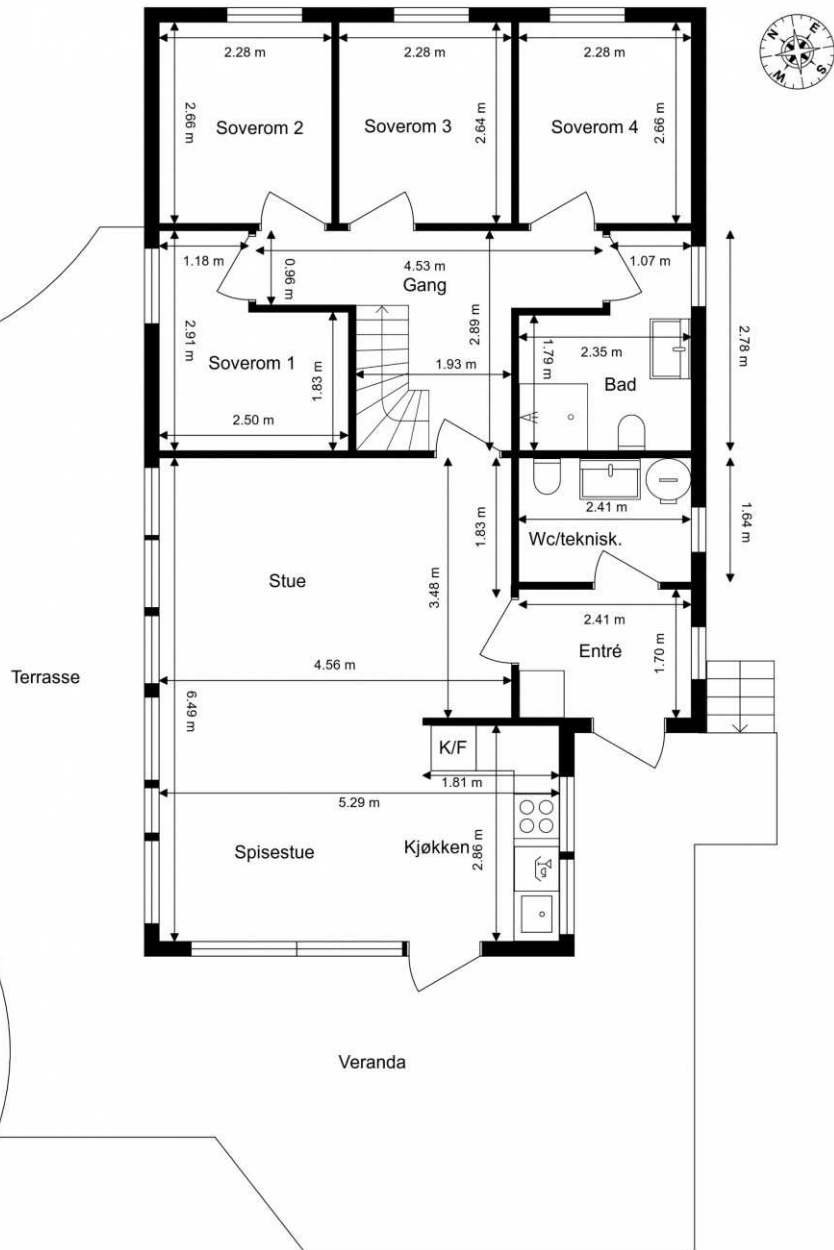 N
E
S
W
2.28 m
2.28 m
2.28 m
2.66 m
Soverom 2
Soverom 3
2.64 m
Soverom 4
2.66 m
1.18 m
0.96 m
4.53 m
1.07 m
Gang
2.91 m
2.89 m
2.78 m
Soverom 1
1.83 m
1.93 m
1.79 m
2.35 m
Bad
2.50 m
1.83 m
2.41 m
1.64 m
Wc/teknisk.
Stue
3.48 m
2.41 m
Entré
1.70 m
4.56 m
Terrasse
6.49 m
K/F
1.81 m
5.29 m
Spisestue
Kjøkken
2.86 m
Veranda